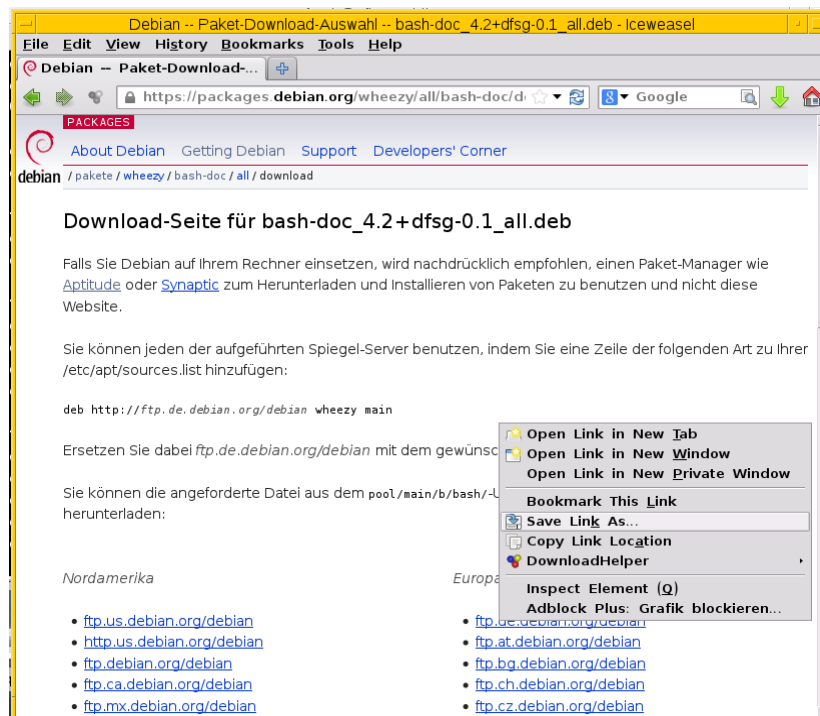 Debian -- Paket-Download-Auswahl -- bash-doc_4.2+dfsg-0.1_all.deb - Iceweasel
File Edit View History Bookmarks Tools Help
Debian -- Paket-Download-...
https://packages.debian.org/wheezy/all/bash-doc/d
Google
PACKAGES
About Debian Getting Debian Support Developers' Corner
debian
/ pakete / wheezy / bash-doc / all / download
Download-Seite für bash-doc_4.2+dfsg-0.1_all.deb
Falls Sie Debian auf Ihrem Rechner einsetzen, wird nachdrücklich empfohlen, einen Paket-Manager wie
Aptitude oder Synaptic zum Herunterladen und Installieren von Paketen zu benutzen und nicht diese
Website.
Sie können jeden der aufgeführten Spiegel-Server benutzen, indem Sie eine Zeile der folgenden Art zu Ihrer
/etc/apt/sources.list hinzufügen:
deb http://ftp.de.debian.org/debian wheezy main
Ersetzen Sie dabei ftp.de.debian.org/debian mit dem gewünsc
Sie können die angeforderte Datei aus dem pool/main/b/bash/-U
herunterladen:
Open Link in New Tab
Open Link in New Window
Open Link in New Private Window
Bookmark This Link
Save Link As...
Copy Link Location
DownloadHelper
Inspect Element (Q)
Adblock Plus: Grafik blockieren...
Nordamerika
ftp.us.debian.org/debian
http.us.debian.org/debian
ftp.debian.org/debian
ftp.ca.debian.org/debian
ftp.mx.debian.org/debian
Europa
ftp.de.debian.org/debian
ftp.at.debian.org/debian
ftp.bg.debian.org/debian
ftp.ch.debian.org/debian
ftp.cz.debian.org/debian